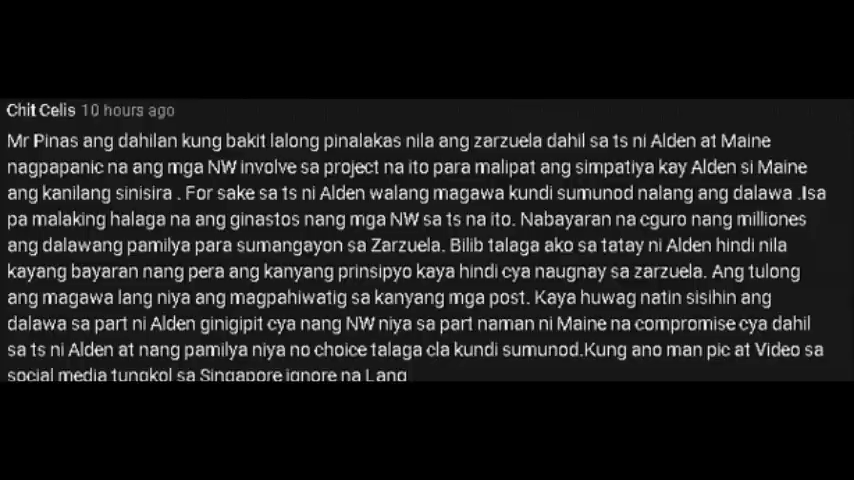 Chit Celis 10 hours ago
Mr Pinas ang dahilan kung bakit lalong pinalakas nila ang zarzuela dahil sa ts ni Alden at Maine
nagpapanic na ang mga NW involve sa project na ito para malipat ang simpatiya kay Alden si Maine
ang kanilang sinisira . For sake sa ts ni Alden walang magawa kundi sumunod nalang ang dalawa .Isa
pa malaking halaga na ang ginastos nang mga NW sa ts na ito. Nabayaran na cguro nang milliones
ang dalawang pamilya para sumangayon sa Zarzuela. Bilib talaga ako sa tatay ni Alden hindi nila
kayang bayaran nang pera ang kanyang prinsipyo kaya hindi cya naugnay sa zarzuela. Ang tulong
ang magawa lang niya ang magpahiwatig sa kanyang mga post. Kaya huwag natin sisihin ang
dalawa sa part ni Alden ginigipit cya nang NW niya sa part naman ni Maine na compromise cya dahil
sa ts ni Alden at nang pamilya niya no choice talaga cla kundi sumunod.Kung ano man pic at Video sa
social media tungkol sa Singapore ignore na Lang